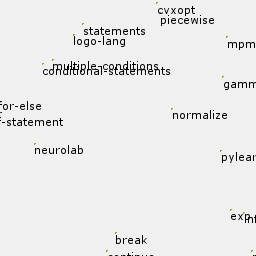 cvxopt
piecewise
statements
logo-lang
mpm
multiple-conditions
conditional-statements
gamm
for-else
normalize
f-statement
neurolab
pylear
exp
break
continue